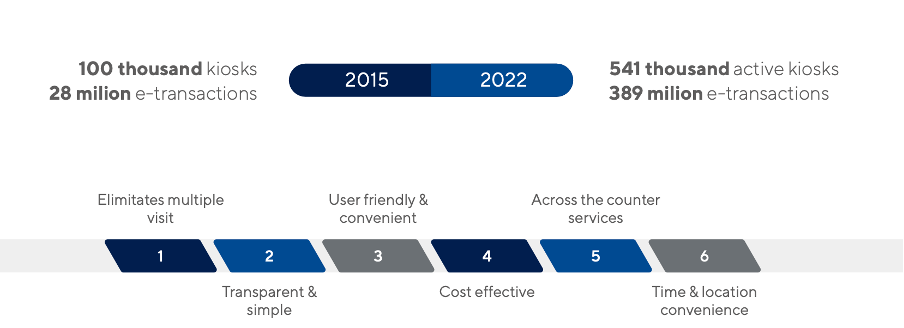 100 thousand kiosks
28 milion e-transactions
2015
2022
541 thousand active kiosks
389 milion e-transactions
Elimitates multiple
visit
User friendly &
convenient
Across the counter
services
1
2
3
4
5
6
Transparent &
simple
Cost effective
Time & location
convenience